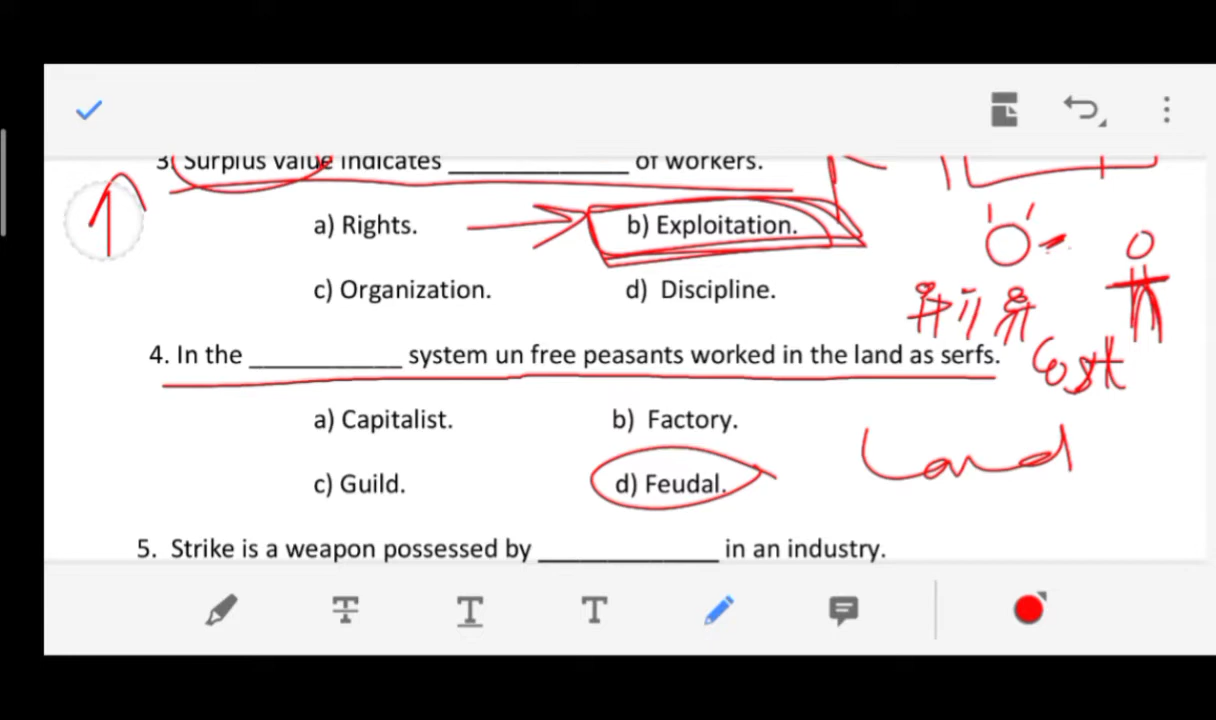 3. Surplus value indicates ______________ of workers.
a) Rights. b) Exploitation.
c) Organization. d) Discipline.
4. In the ____________ system un free peasants worked in the land as serfs.
Cost
a) Capitalist. b) Factory.
Land
c) Guild. d) Feudal.
5. Strike is a weapon possessed by ______________ in an industry.